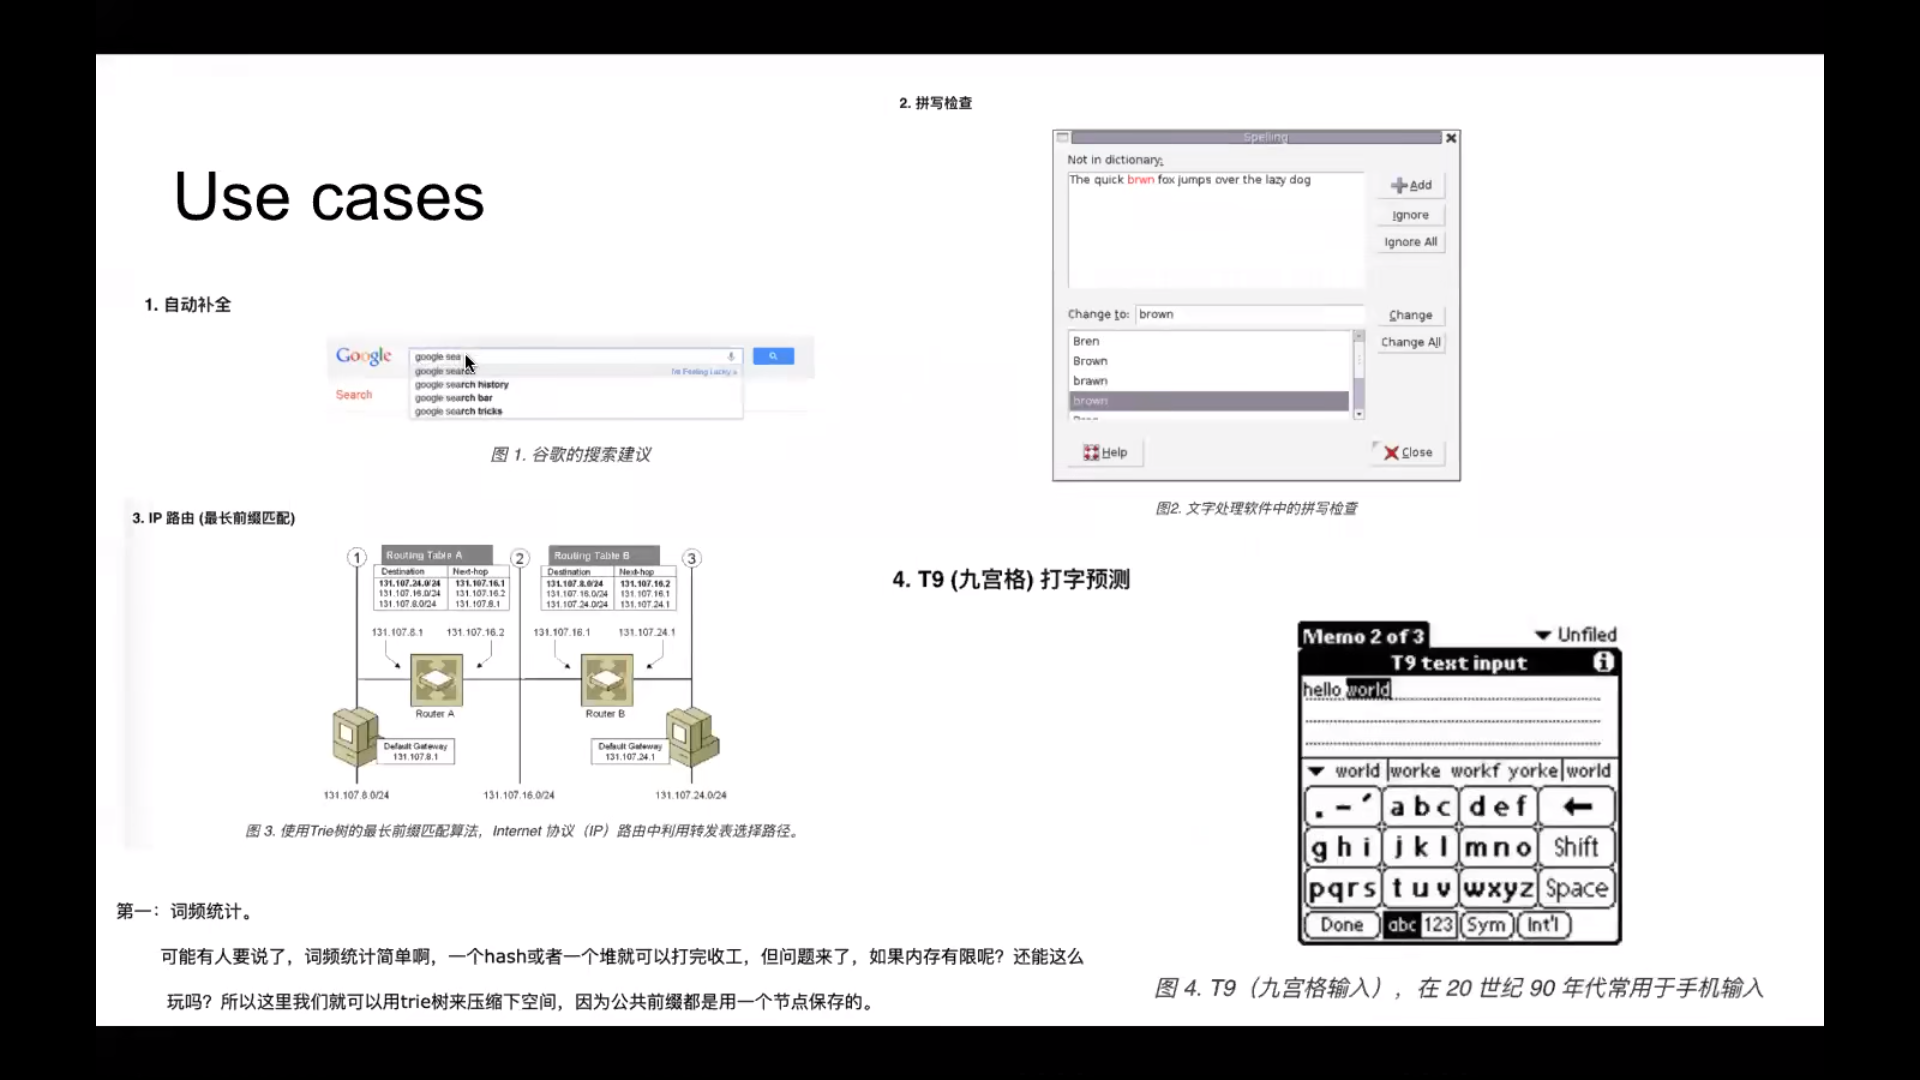 Use cases
1. 自动补全
Google
google sea
google search
I'm Feeling Lucky »
google search history
google search bar
google search tricks
Search
图 1. 谷歌的搜索建议
2. 拼写检查
Spelling
Not in dictionary:
The quick brwn fox jumps over the lazy dog
Add
Ignore
Ignore All
Change to: brown
Change
Change All
Bren
Brown
brawn
brown
Help
Close
图2. 文字处理软件中的拼写检查
3. IP 路由 (最长前缀匹配)
1 Routing Table A 2 Routing Table B 3
Destination Next-hop Destination Next-hop
131.107.24.0/24 131.107.16.1 131.107.8.0/24 131.107.16.2
131.107.16.0/24 131.107.16.2 131.107.16.0/24 131.107.16.1
131.107.8.0/24 131.107.8.1 131.107.24.0/24 131.107.24.1
131.107.8.1 131.107.16.2 131.107.16.1 131.107.24.1
Router A Router B
Default Gateway
131.107.8.1
Default Gateway
131.107.24.1
131.107.8.0/24 131.107.16.0/24 131.107.24.0/24
图 3. 使用Trie树的最长前缀匹配算法，Internet 协议（IP）路由中利用转发表选择路径。
4. T9 (九宫格) 打字预测
Memo 2 of 3 Unfiled
T9 text input
hello world
world worke workf yorke world
. - ' abc def
ghi jkl mno Shift
pqrs tuv wxyz Space
Done abc 123 Sym Int'l
图 4. T9（九宫格输入），在 20 世纪 90 年代常用于手机输入
第一：词频统计。
可能有人要说了，词频统计简单啊，一个hash或者一个堆就可以打完收工，但问题来了，如果内存有限呢？还能这么
玩吗？所以这里我们就可以用trie树来压缩下空间，因为公共前缀都是用一个节点保存的。